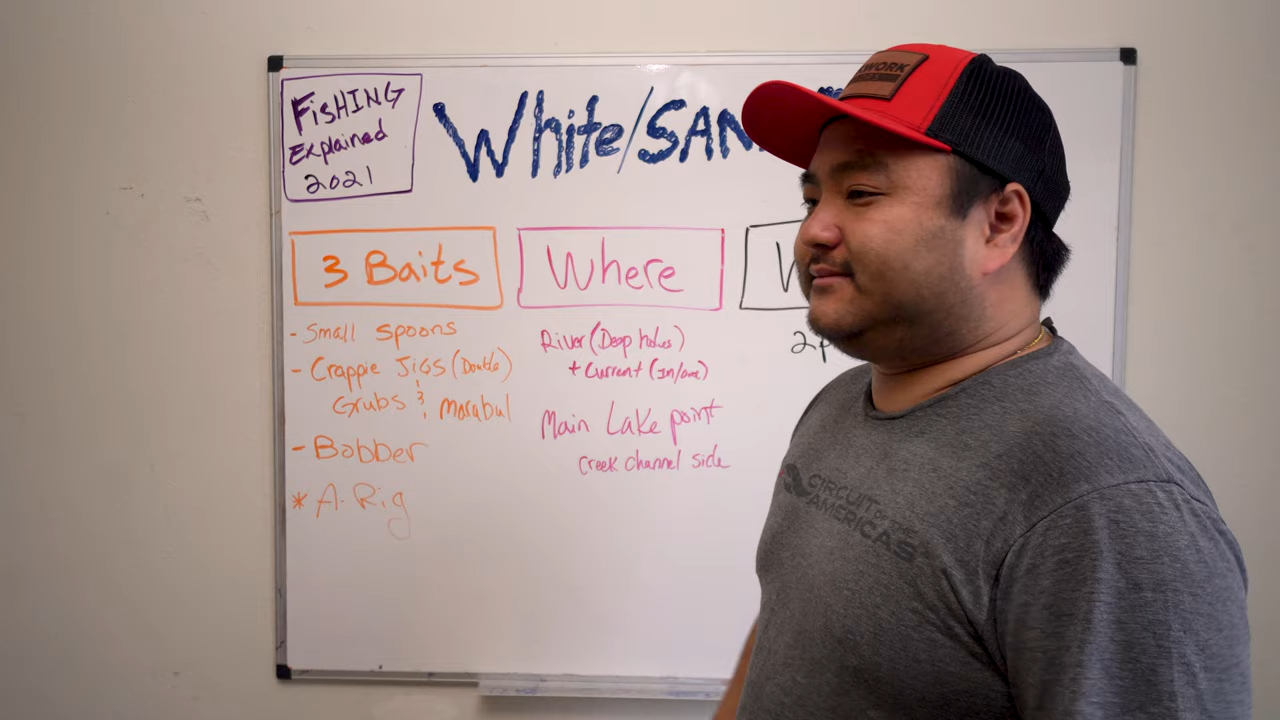 FisHING
Explained
2021
White/SAN
3 Baits
- Small spoons
- Crappie JIGS (Double)
Grubs & Marabul
- Bobber
* A. Rig
Where
River (Deep holes)
+ Current (In/out)
Main Lake point
Creek channel side
W
2p
WORK
CIRCUIT OF THE
AMERICAS